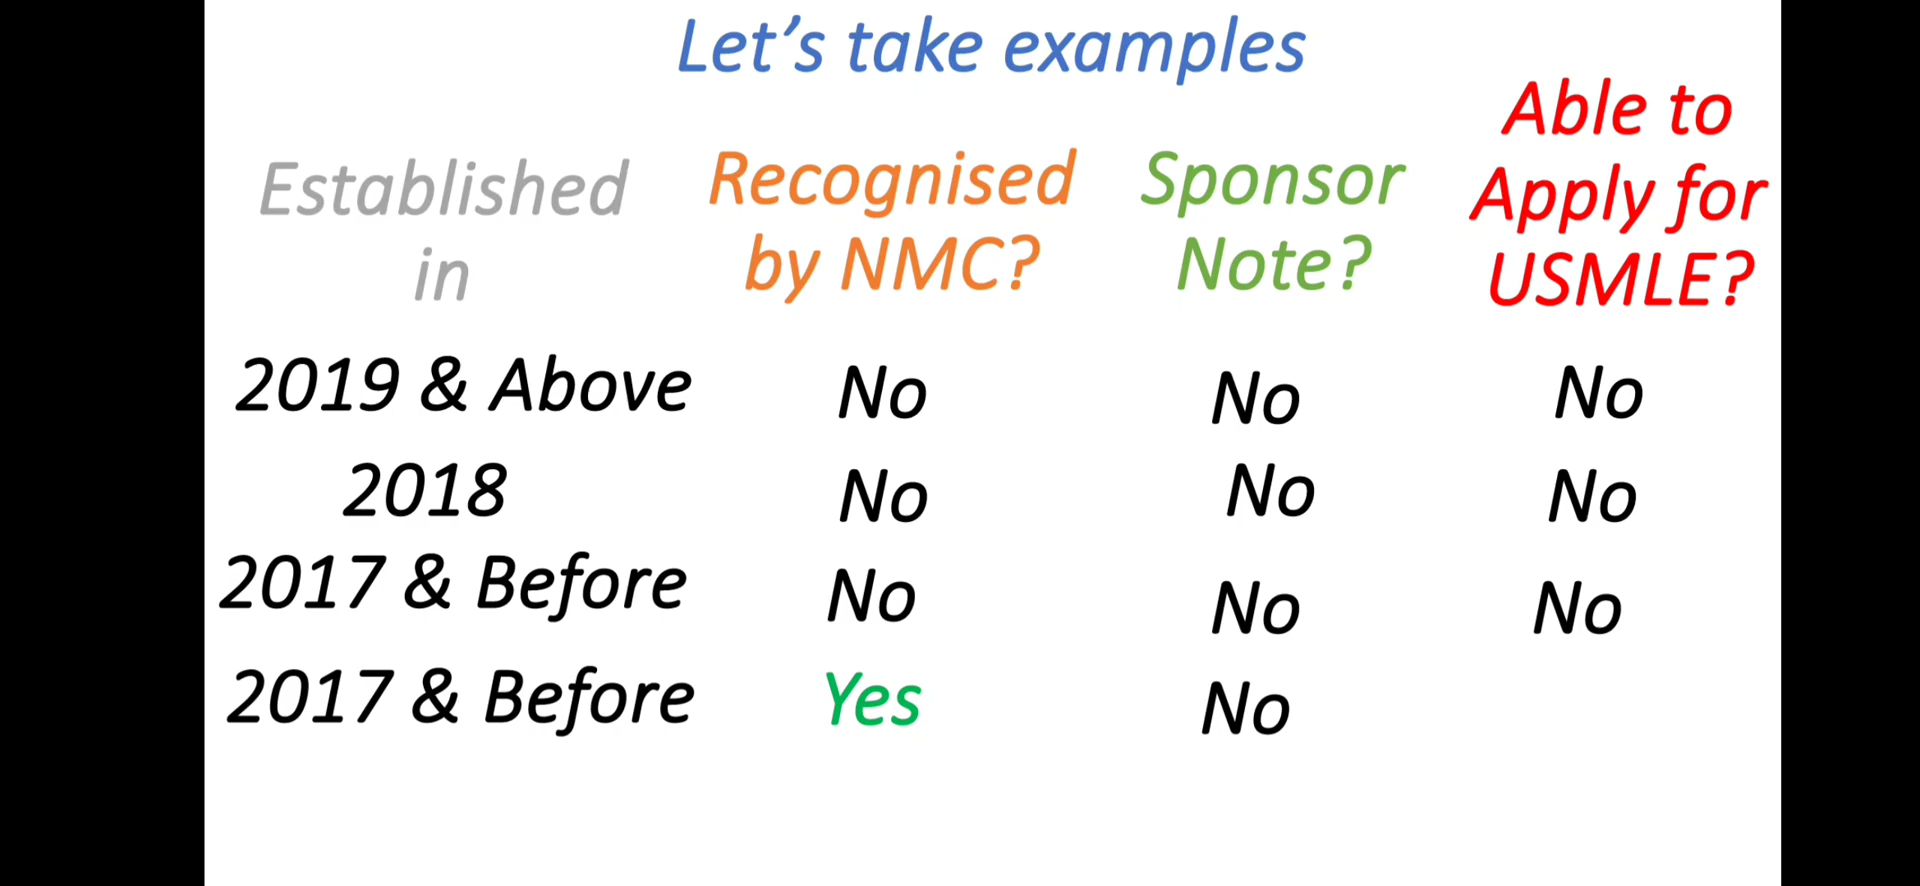 Let's take examples
Established in
Recognised by NMC?
Sponsor Note?
Able to Apply for USMLE?
2019 & Above No No No
2018 No No No
2017 & Before No No No
2017 & Before Yes No